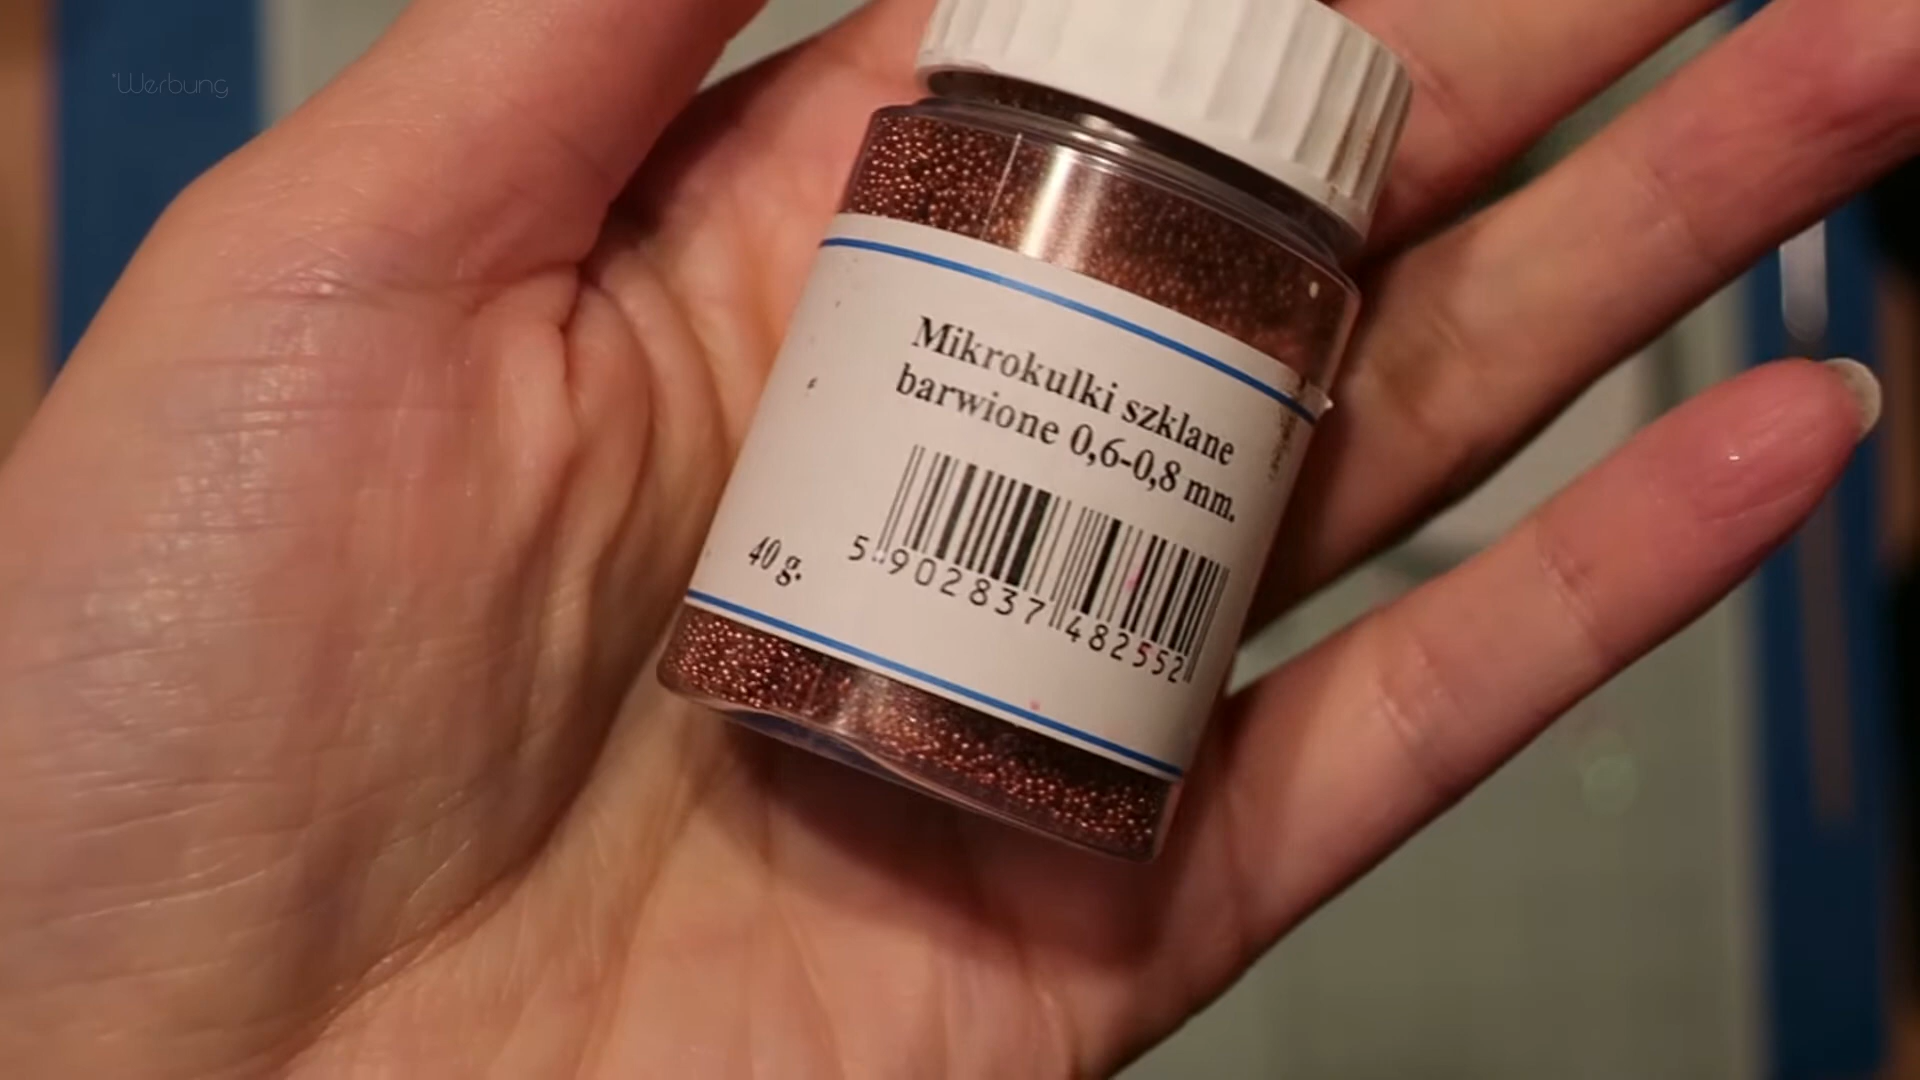 *Werbung
Mikrokulki szklane
barwione 0,6-0,8 mm.
40 g.
5 902837 482552